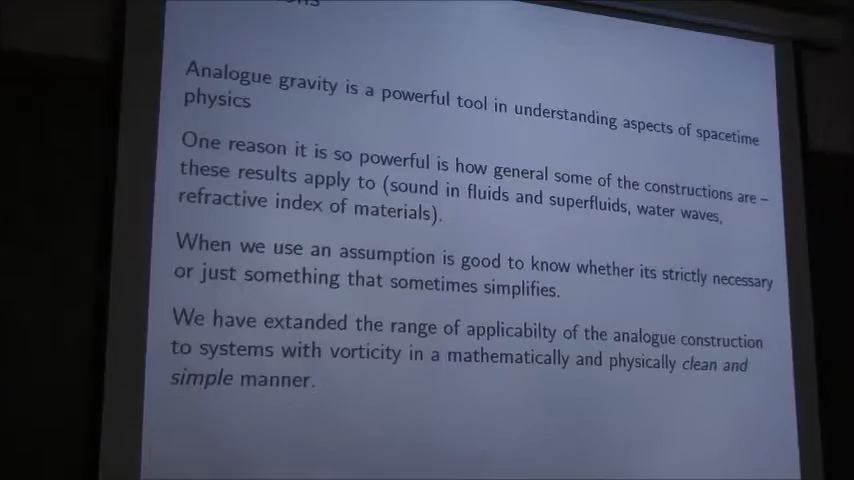 Analogue gravity is a powerful tool in understanding aspects of spacetime
physics
One reason it is so powerful is how general some of the constructions are –
these results apply to (sound in fluids and superfluids, water waves,
refractive index of materials).
When we use an assumption is good to know whether its strictly necessary
or just something that sometimes simplifies.
We have extanded the range of applicabilty of the analogue construction
to systems with vorticity in a mathematically and physically clean and
simple manner.